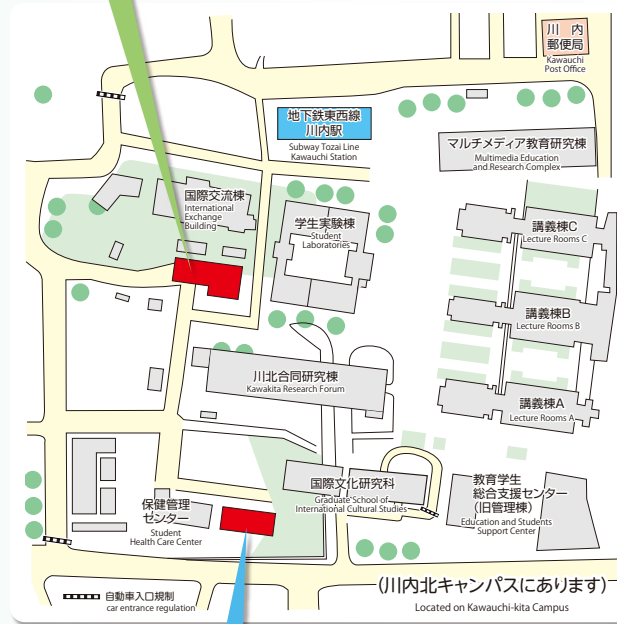 川 内
郵便局
Kawauchi
Post Office
地下鉄東西線
川内駅
Subway Tozai Line
Kawauchi Station
マルチメディア教育研究棟
Multimedia Education
and Research Complex
国際交流棟
International
Exchange
Building
学生実験棟
Student
Laboratories
講義棟C
Lecture Rooms C
講義棟B
Lecture Rooms B
川北合同研究棟
Kawakita Research Forum
講義棟A
Lecture Rooms A
国際文化研究科
Graduate School of
International Cultural Studies
教育学生
総合支援センター
(旧管理棟)
Education and Students
Support Center
保健管理
センター
Student
Health Care Center
(川内北キャンパスにあります)
Located on Kawauchi-kita Campus
自動車入口規制
car entrance regulation